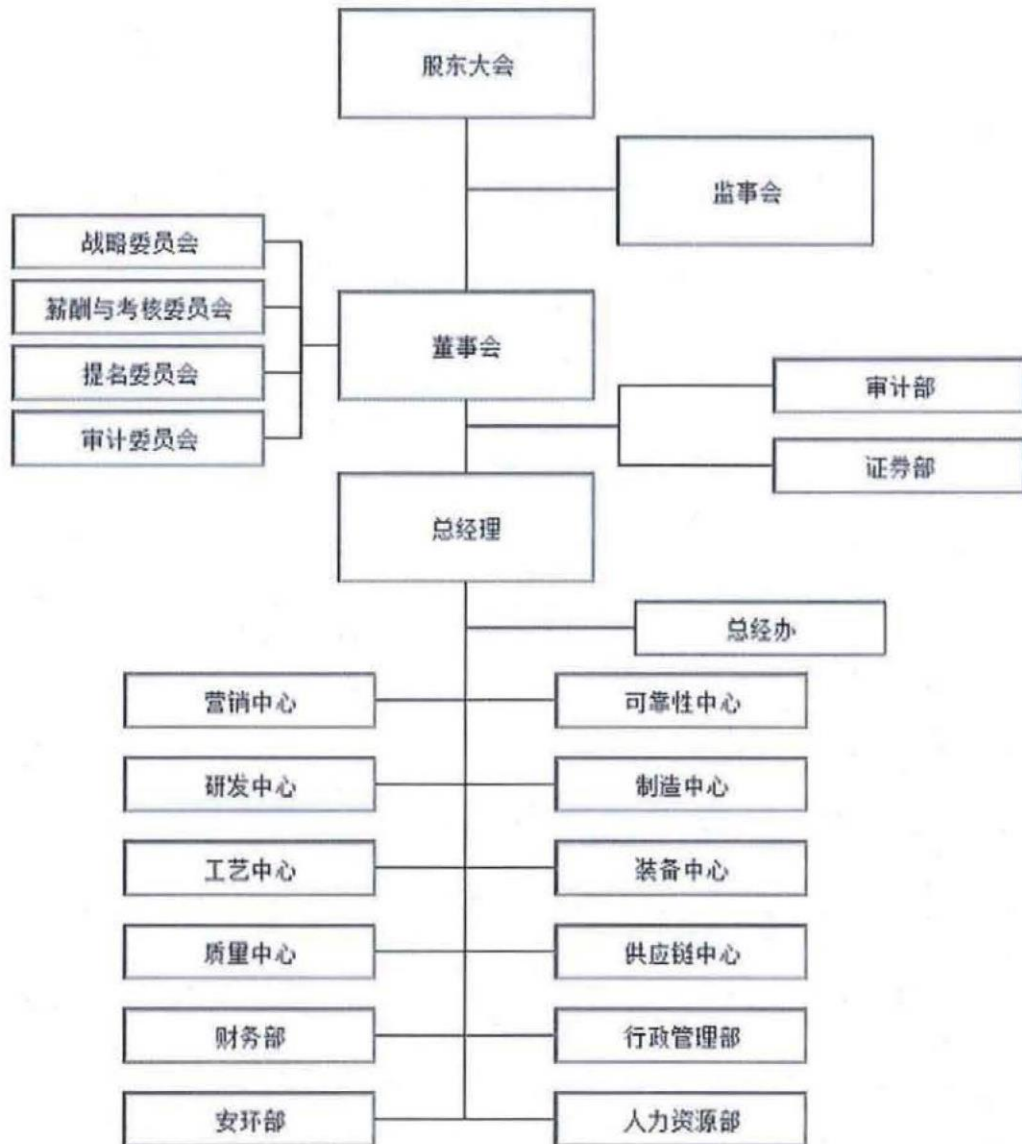 股东大会
监事会
战略委员会
薪酬与考核委员会
董事会
提名委员会
审计部
审计委员会
证券部
总经理
总经办
营销中心
可靠性中心
研发中心
制造中心
工艺中心
装备中心
质量中心
供应链中心
财务部
行政管理部
安环部
人力资源部